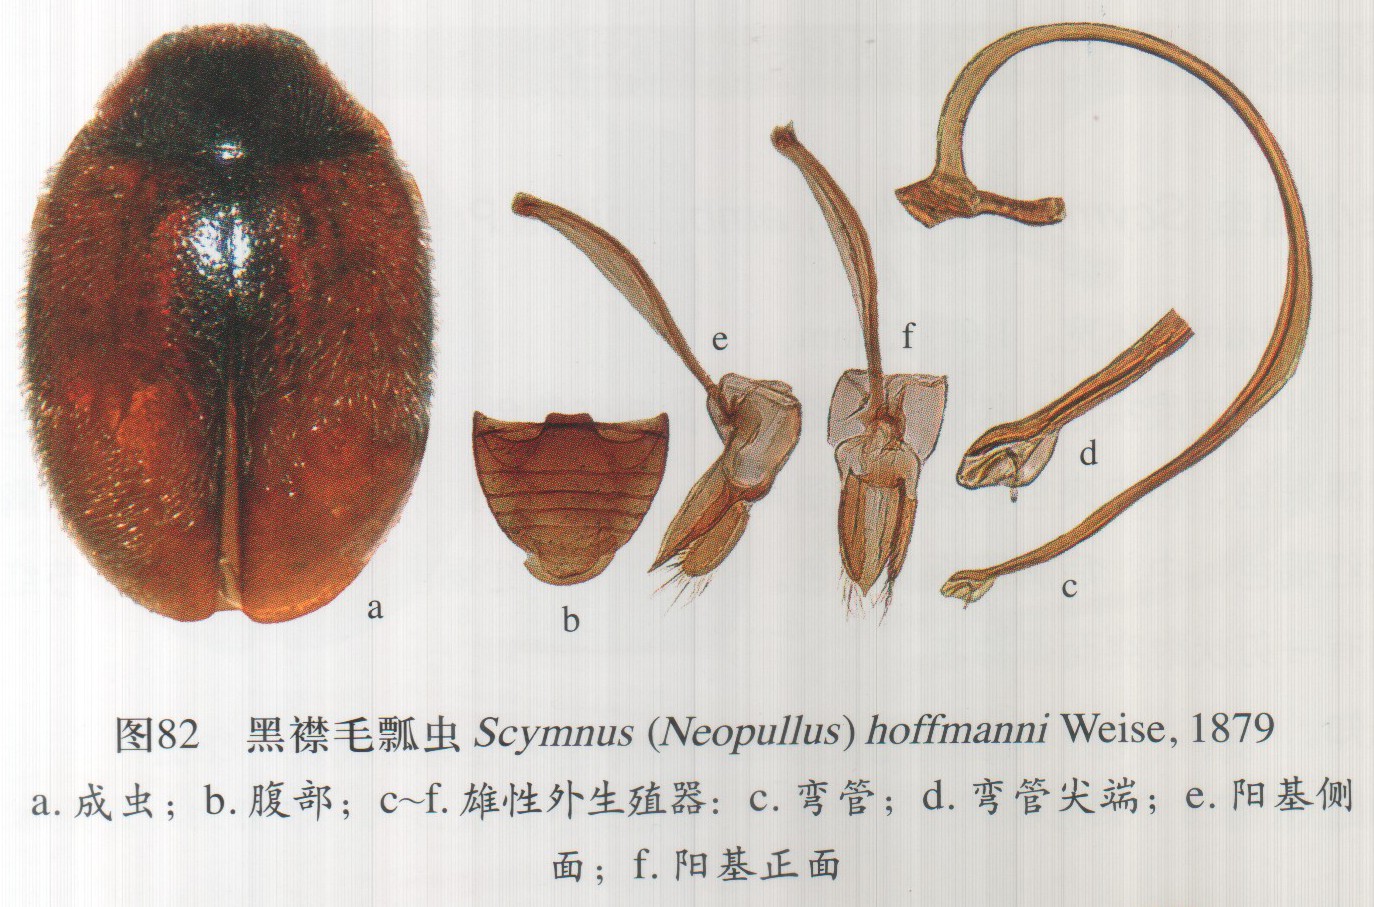 e
f
d
c
a
b
图82 黑襟毛瓢虫 Scymnus (Neopullus) hoffmanni Weise, 1879
a. 成虫；b. 腹部；c~f. 雄性外生殖器：c. 弯管；d. 弯管尖端；e. 阳基侧
面；f. 阳基正面